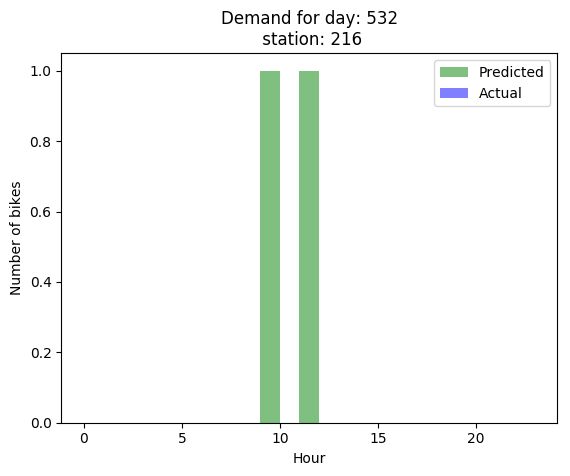 Demand for day: 532
station: 216
Predicted
Actual
Number of bikes
1.0
0.8
0.6
0.4
0.2
0.0
0 5 10 15 20
Hour